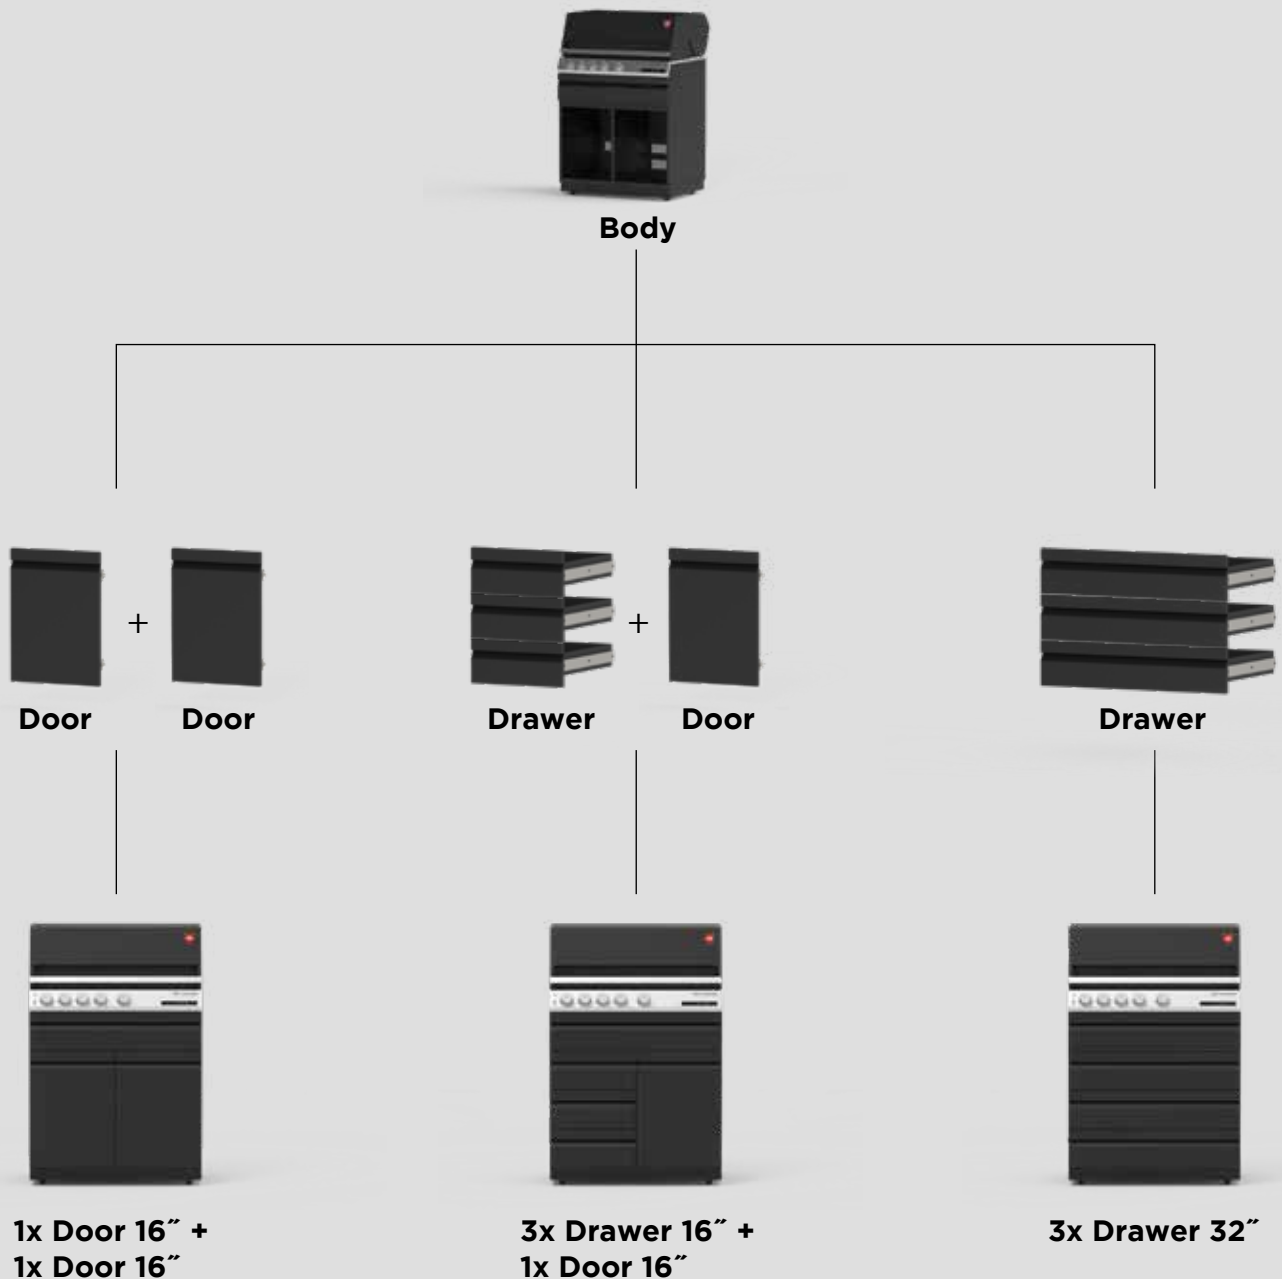 Body
+
+
Door
Door
Drawer
Door
Drawer
1x Door 16˝ +
1x Door 16˝
3x Drawer 16˝ +
1x Door 16˝
3x Drawer 32˝